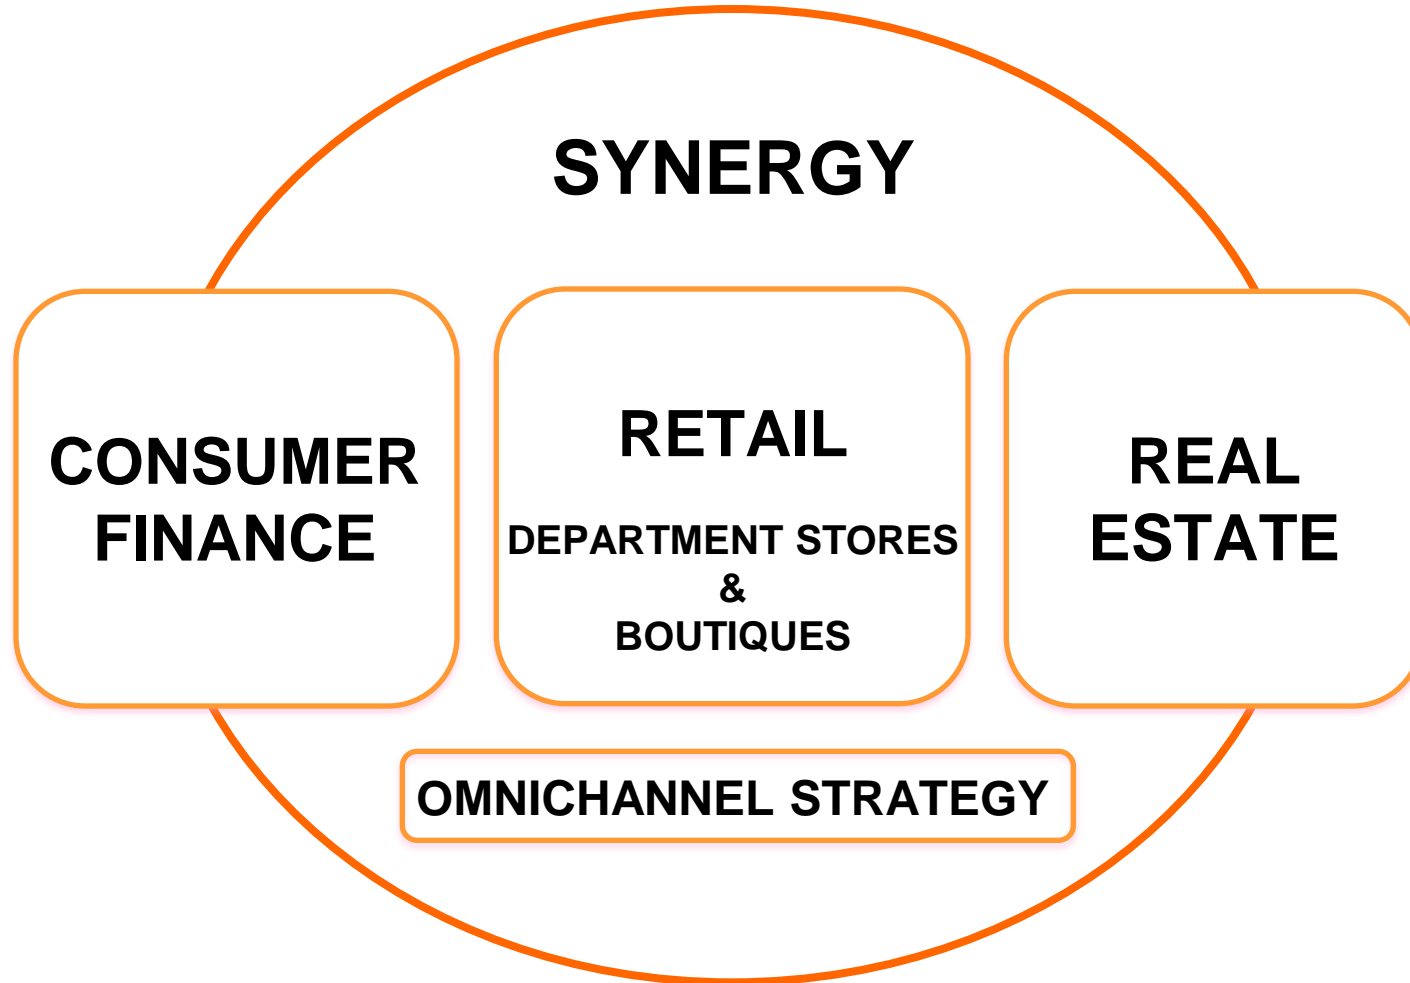 SYNERGY
CONSUMER
FINANCE
RETAIL
DEPARTMENT STORES
&
BOUTIQUES
REAL
ESTATE
OMNICHANNEL STRATEGY